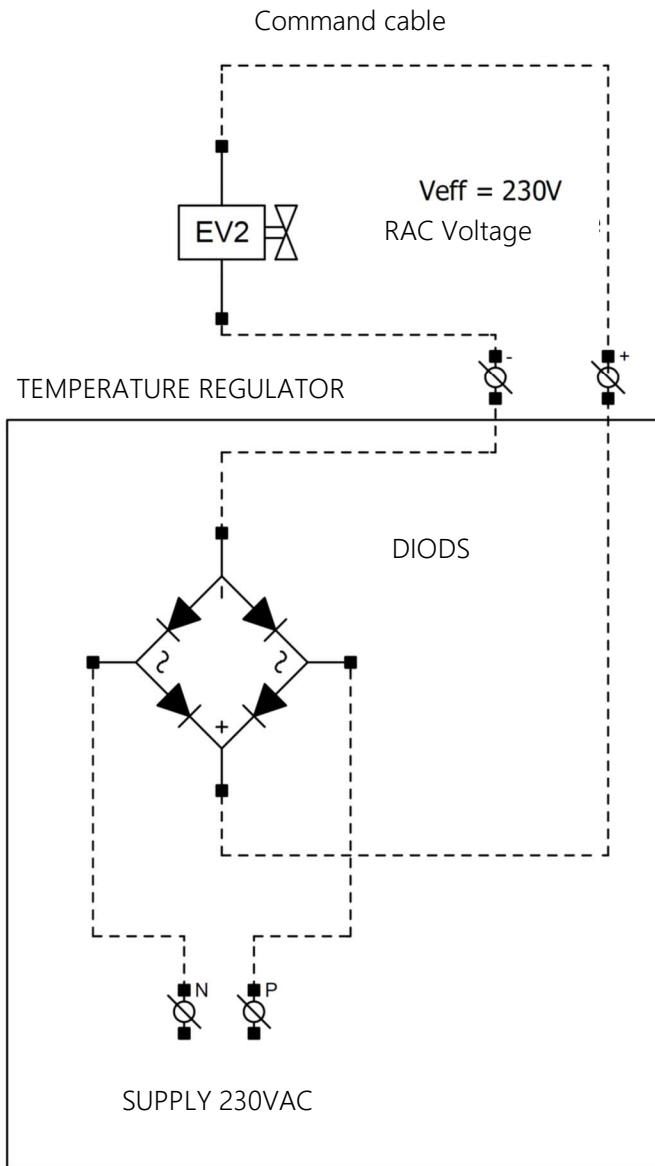 Command cable
Veff = 230V
EV2
RAC Voltage
-
+
TEMPERATURE REGULATOR
DIODS
-
~
~
+
N
P
SUPPLY 230VAC